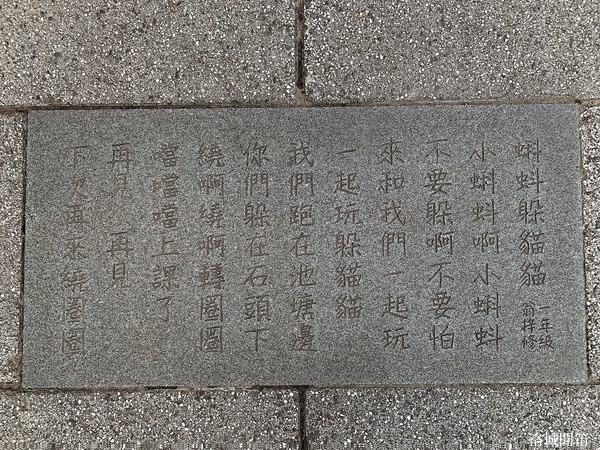 蝌蚪躲貓貓
一年級
翁梓修
小蝌蚪啊小蝌蚪
不要躲啊不要怕
來和我們一起玩
一起玩躲貓貓
我們跑在池塘邊
你們躲在石頭下
繞啊繞啊轉圈圈
噹噹噹上課了
再見 再見
下次再來繞圈圈